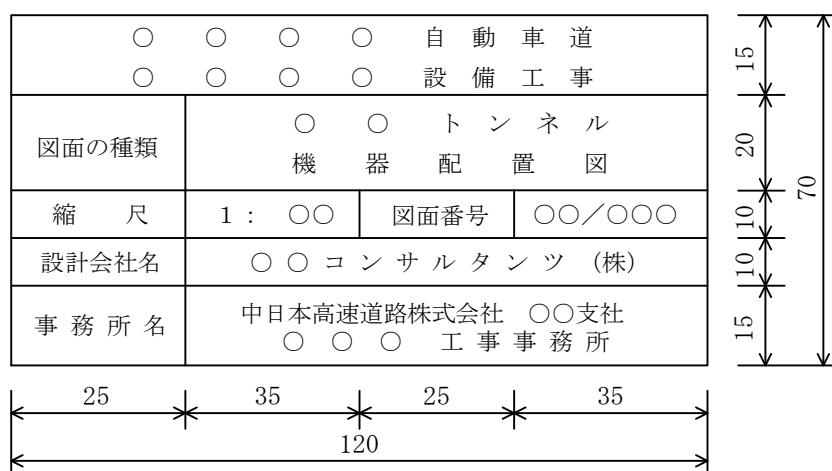 ○ ○ ○ ○ 自 動 車 道
○ ○ ○ ○ 設 備 工 事
図面の種類
○ ○ ト ン ネ ル
機 器 配 置 図
縮 尺 1: ○○ 図面番号 ○○/○○○
設計会社名 ○ ○ コ ン サ ル タ ン ツ (株)
事 務 所 名
中日本高速道路株式会社 ○○支社
○ ○ ○ 工 事 事 務 所
15
20
10
10
15
70
25 35 25 35
120